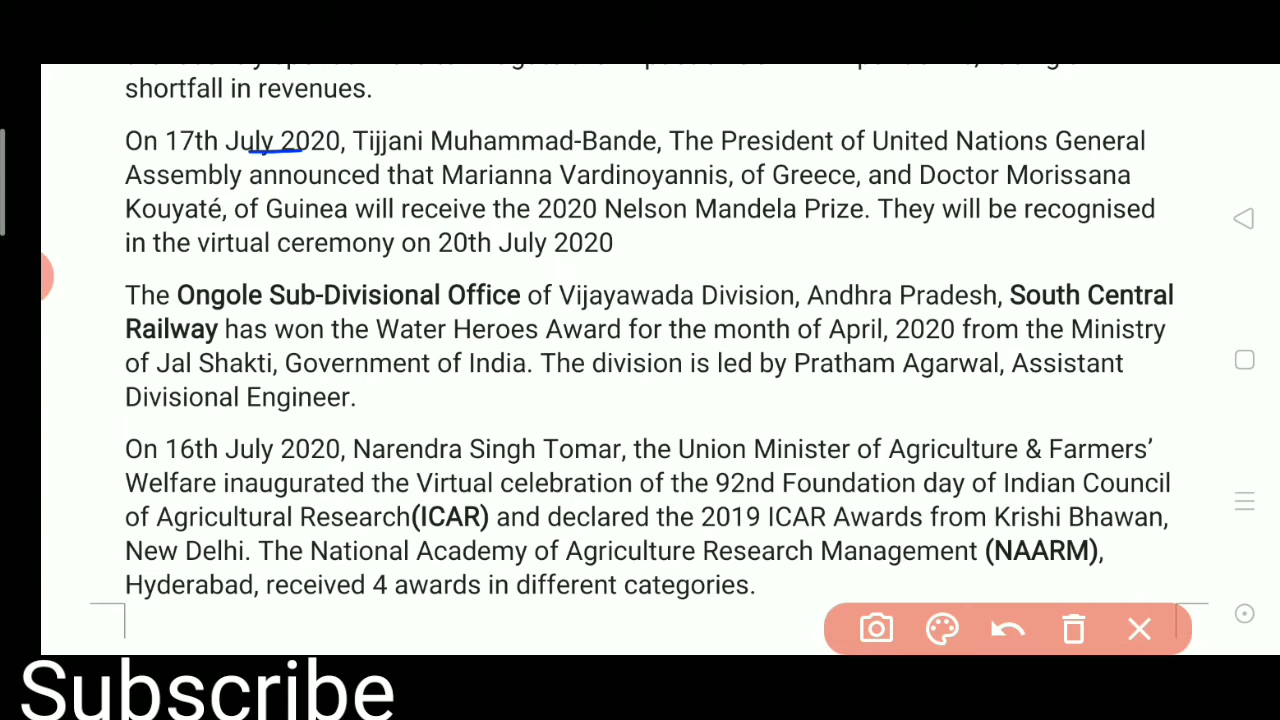 shortfall in revenues.
On 17th July 2020, Tijjani Muhammad-Bande, The President of United Nations General
Assembly announced that Marianna Vardinoyannis, of Greece, and Doctor Morissana
Kouyaté, of Guinea will receive the 2020 Nelson Mandela Prize. They will be recognised
in the virtual ceremony on 20th July 2020
The Ongole Sub-Divisional Office of Vijayawada Division, Andhra Pradesh, South Central
Railway has won the Water Heroes Award for the month of April, 2020 from the Ministry
of Jal Shakti, Government of India. The division is led by Pratham Agarwal, Assistant
Divisional Engineer.
On 16th July 2020, Narendra Singh Tomar, the Union Minister of Agriculture & Farmers’
Welfare inaugurated the Virtual celebration of the 92nd Foundation day of Indian Council
of Agricultural Research(ICAR) and declared the 2019 ICAR Awards from Krishi Bhawan,
New Delhi. The National Academy of Agriculture Research Management (NAARM),
Hyderabad, received 4 awards in different categories.
Subscribe